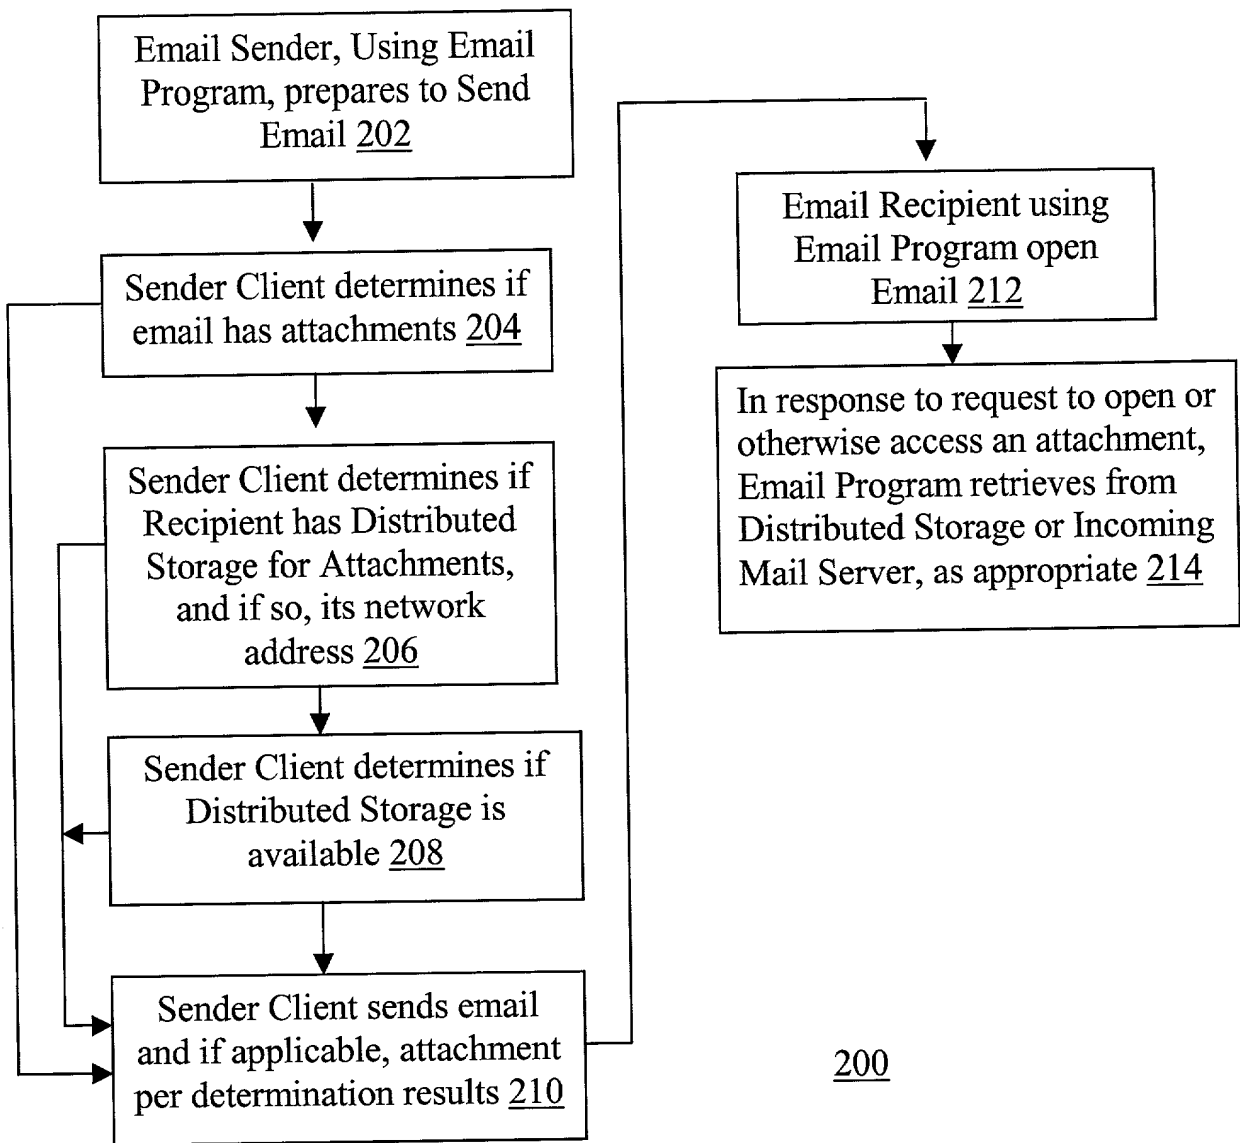 Email Sender, Using Email
Program, prepares to Send
Email 202
Sender Client determines if
email has attachments 204
Sender Client determines if
Recipient has Distributed
Storage for Attachments,
and if so, its network
address 206
Sender Client determines if
Distributed Storage is
available 208
Sender Client sends email
and if applicable, attachment
per determination results 210
Email Recipient using
Email Program open
Email 212
In response to request to open or
otherwise access an attachment,
Email Program retrieves from
Distributed Storage or Incoming
Mail Server, as appropriate 214
200